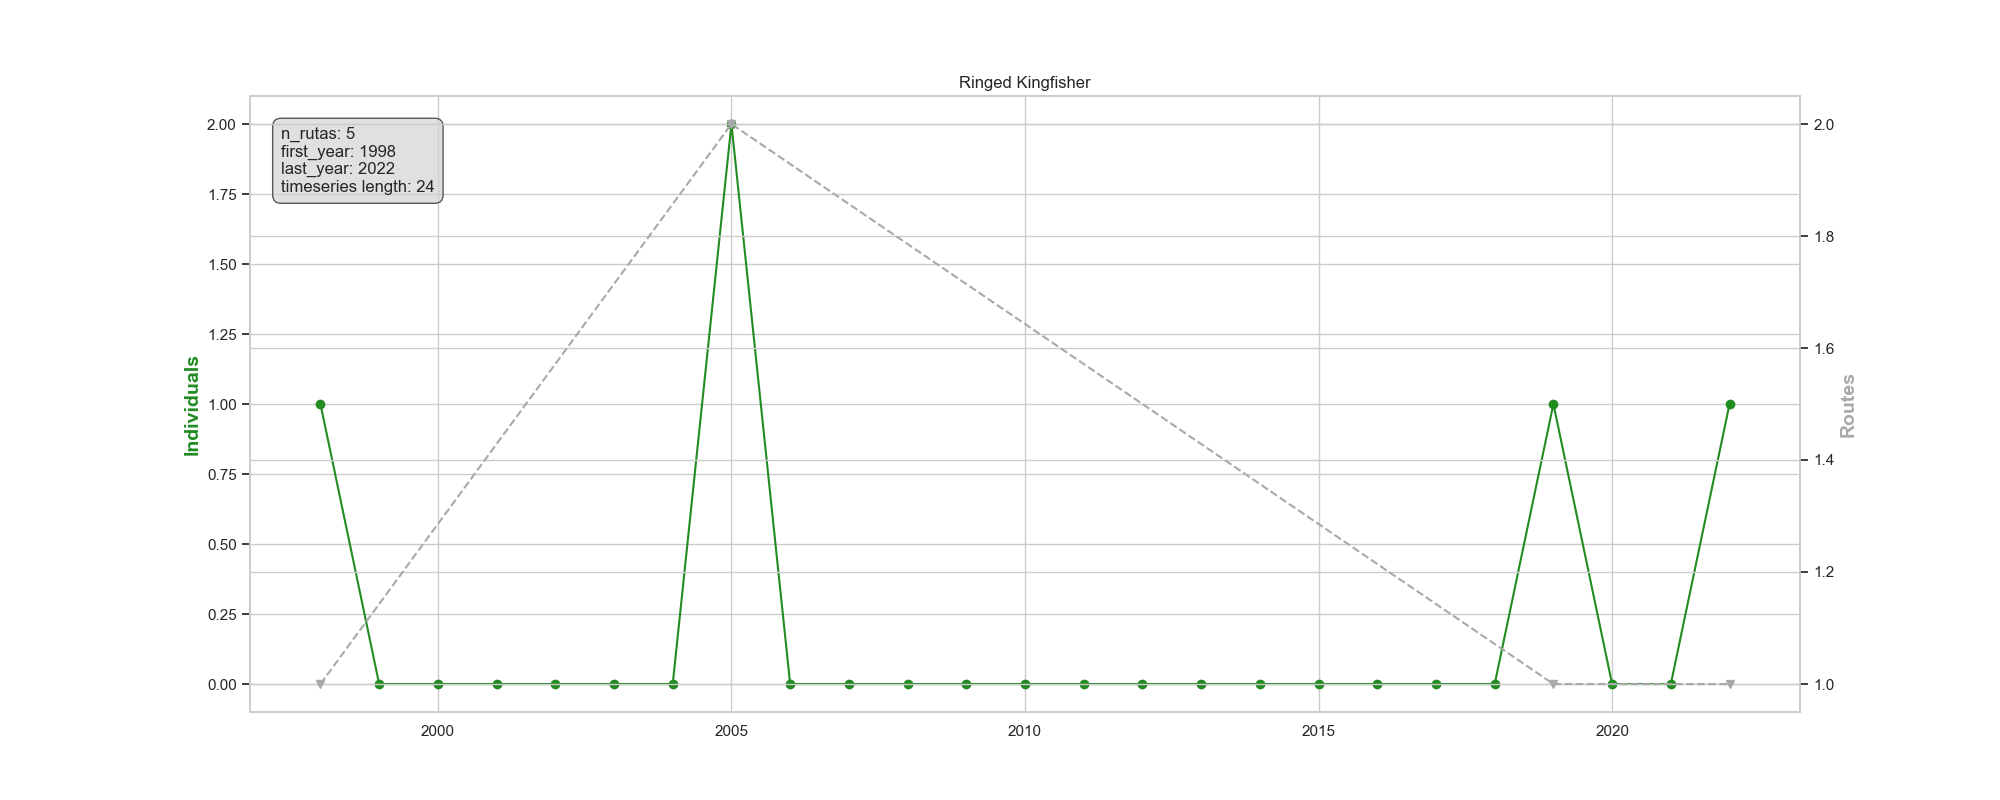 Ringed Kingfisher
n_rutas: 5
first_year: 1998
last_year: 2022
timeseries length: 24
Individuals
2.00
1.75
1.50
1.25
1.00
0.75
0.50
0.25
0.00
2.0
1.8
1.6
1.4
1.2
1.0
Routes
2000
2005
2010
2015
2020